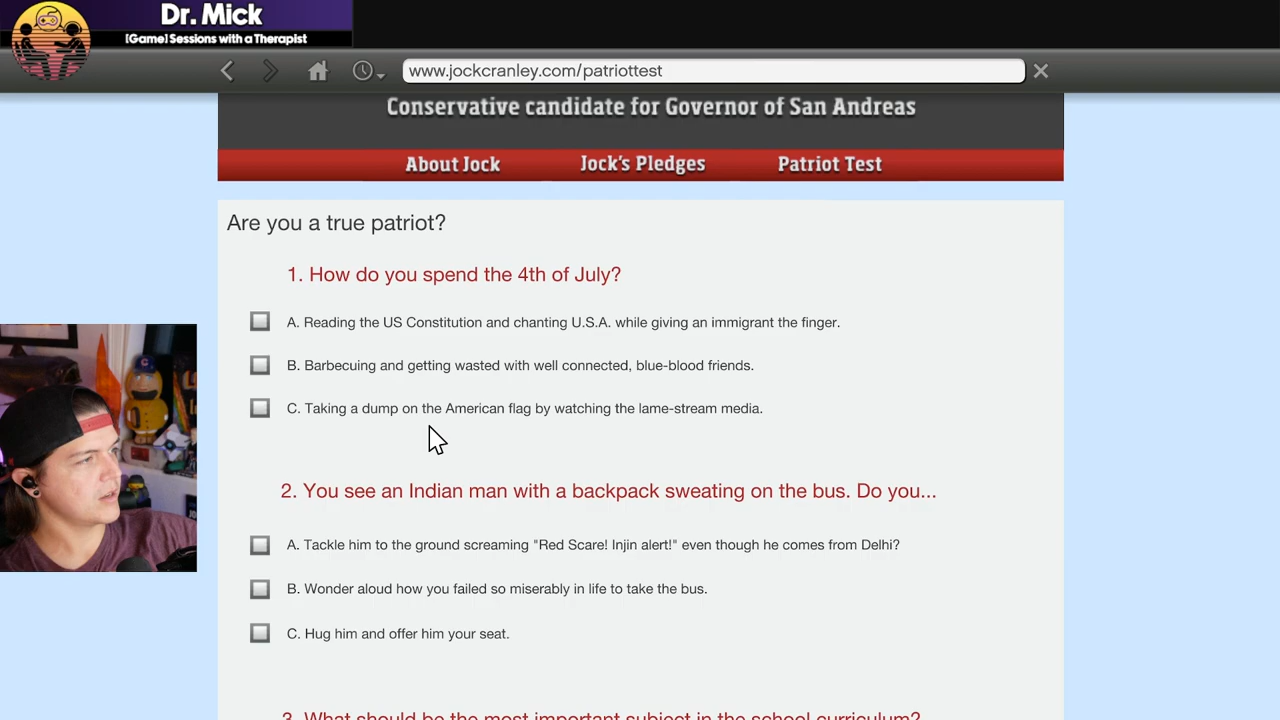 Dr. Mick
[Game] Sessions with a Therapist
www.jockcranley.com/patriottest
Conservative candidate for Governor of San Andreas
About Jock Jock's Pledges Patriot Test
Are you a true patriot?
1. How do you spend the 4th of July?
A. Reading the US Constitution and chanting U.S.A. while giving an immigrant the finger.
B. Barbecuing and getting wasted with well connected, blue-blood friends.
C. Taking a dump on the American flag by watching the lame-stream media.
2. You see an Indian man with a backpack sweating on the bus. Do you...
A. Tackle him to the ground screaming "Red Scare! Injin alert!" even though he comes from Delhi?
B. Wonder aloud how you failed so miserably in life to take the bus.
C. Hug him and offer him your seat.
3. What should be the most important subject in the school curriculum?